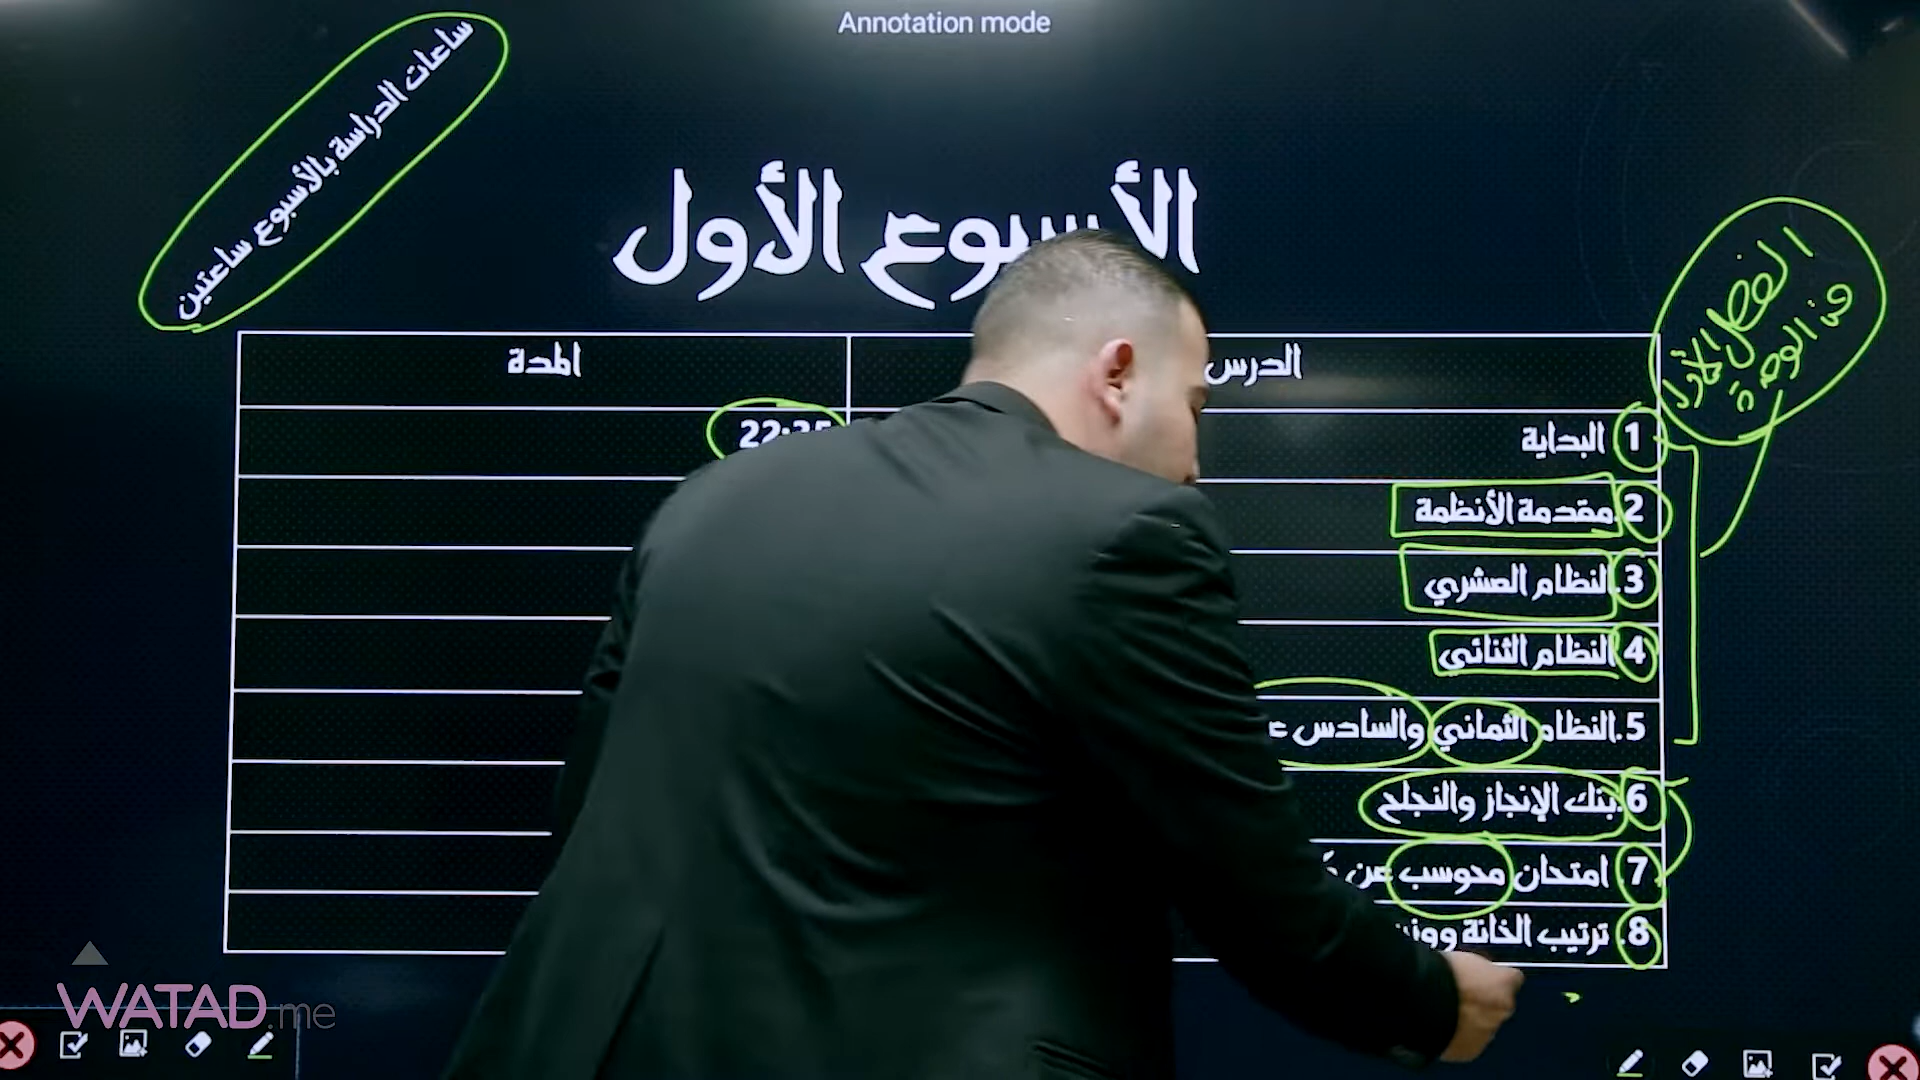 Annotation mode
ساعات الدراسة بالأسبوع ساعتين
الأسبوع الأول
الفصل الأول
من الوحدة
الدرس
المدة
1 البداية
22:35
2.مقدمة الأنظمة
3.النظام العشري
4.النظام الثنائي
5.النظام الثماني والسادس
6.بنك الإنجاز والنجاح
7 امتحان محوسب عن
8. ترتيب الخانة
WATAD.me